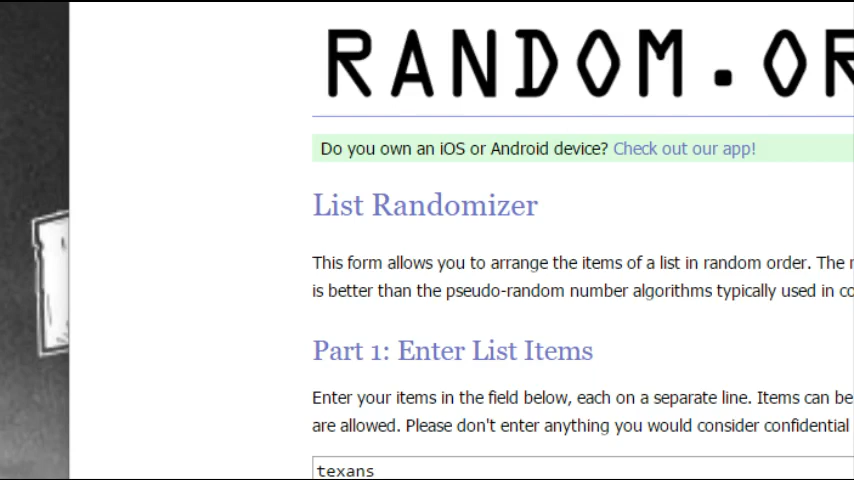 RANDOM.OR
Do you own an iOS or Android device? Check out our app!
List Randomizer
This form allows you to arrange the items of a list in random order. The
is better than the pseudo-random number algorithms typically used in
Part 1: Enter List Items
Enter your items in the field below, each on a separate line. Items can be
are allowed. Please don't enter anything you would consider confidential
texans